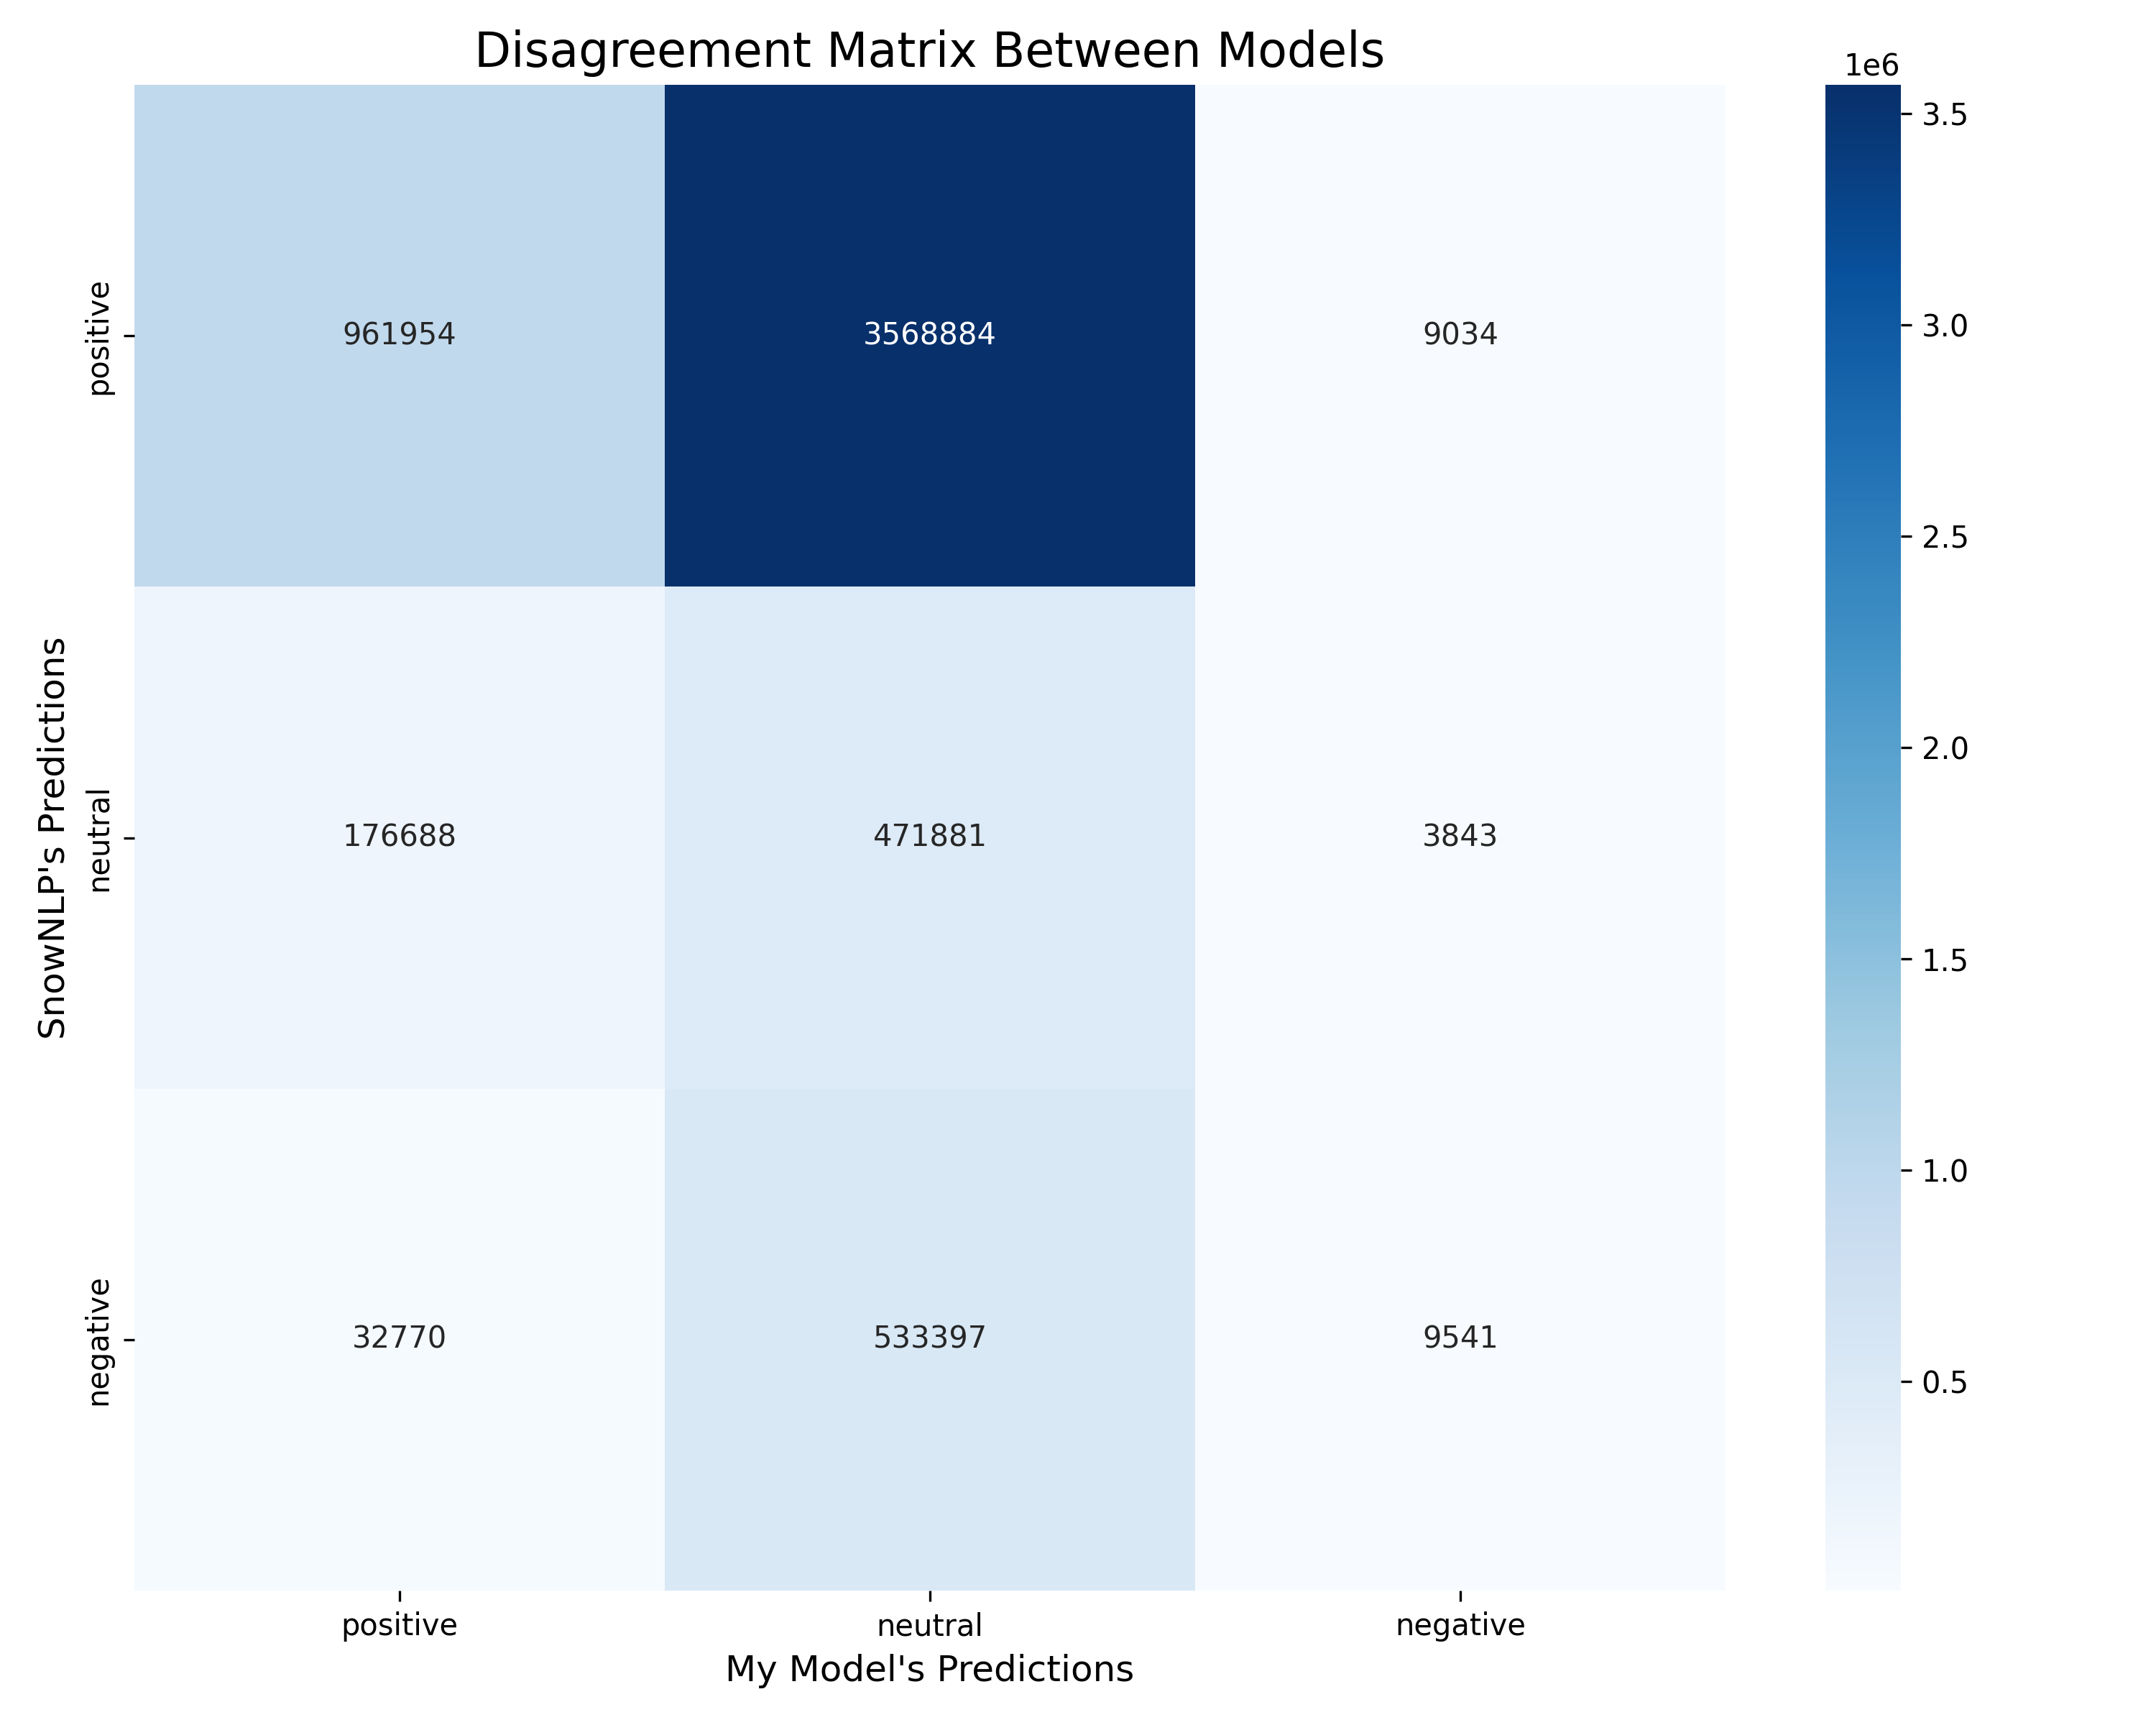 Disagreement Matrix Between Models
1e6
961954 3568884 9034
176688 471881 3843
32770 533397 9541
positive
neutral
negative
SnowNLP's Predictions
positive neutral negative
My Model's Predictions
3.5
3.0
2.5
2.0
1.5
1.0
0.5